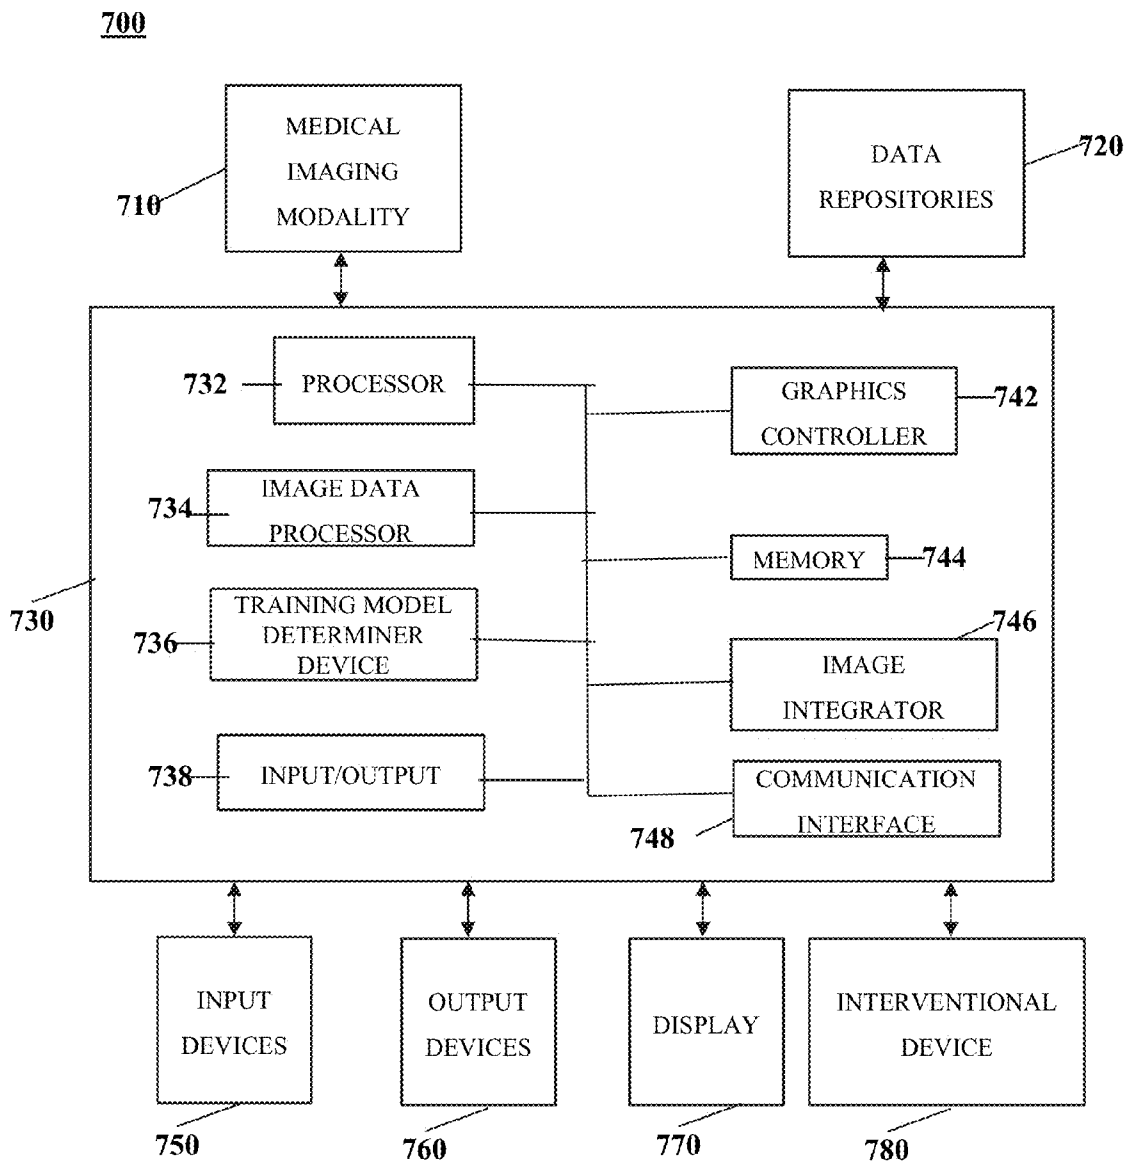 700
MEDICAL
IMAGING
MODALITY
710
DATA
REPOSITORIES
720
732
PROCESSOR
GRAPHICS
CONTROLLER
742
734
IMAGE DATA
PROCESSOR
MEMORY
744
730
736
TRAINING MODEL
DETERMINER
DEVICE
746
IMAGE
INTEGRATOR
738
INPUT/OUTPUT
COMMUNICATION
INTERFACE
748
INPUT
DEVICES
OUTPUT
DEVICES
DISPLAY
INTERVENTIONAL
DEVICE
750
760
770
780